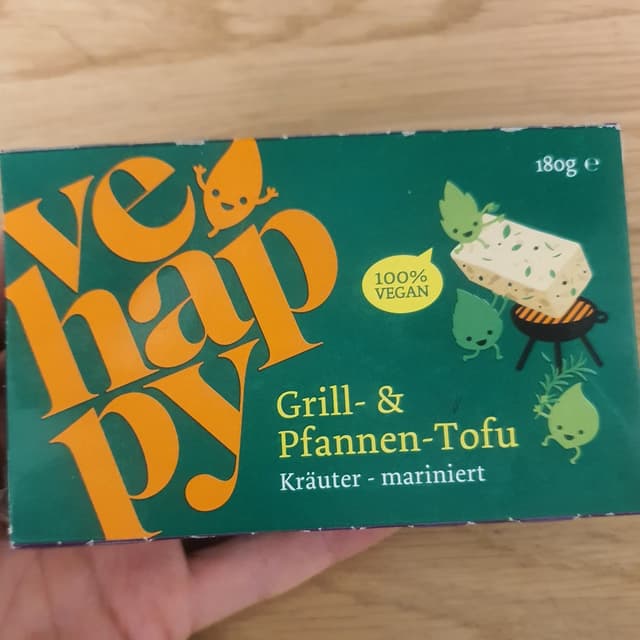 ve
hap
py
180g ℮
100%
VEGAN
Grill- &
Pfannen-Tofu
Kräuter - mariniert